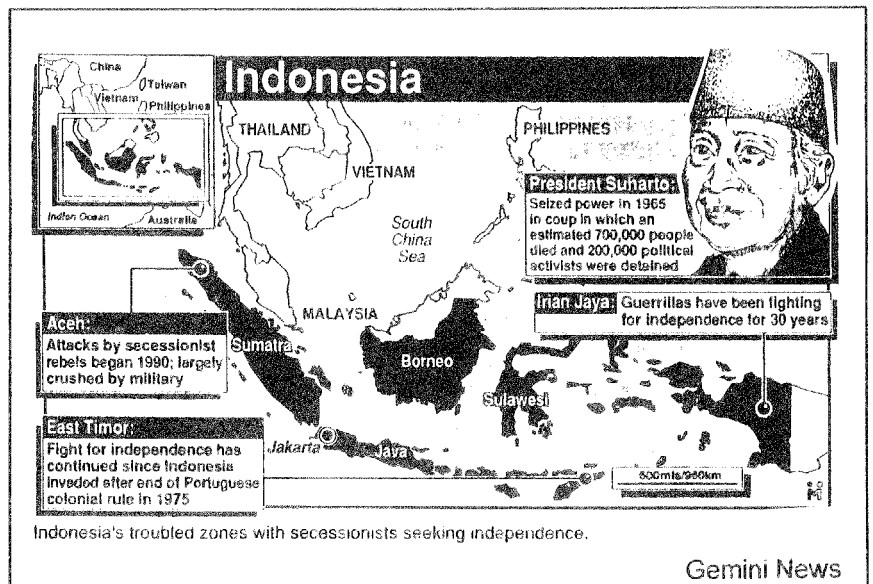 Indonesia
China
Taiwan
Vietnam
Philippines
Indian Ocean
Australia
THAILAND
VIETNAM
PHILIPPINES
South
China
Sea
MALAYSIA
President Suharto:
Seized power in 1965
in coup in which an
estimated 700,000 people
died and 200,000 political
activists were detained
Irian Jaya: Guerrillas have been fighting
for independence for 30 years
Aceh:
Attacks by secessionist
rebels began 1990; largely
crushed by military
Sumatra
Borneo
Sulawesi
East Timor:
Fight for independence has
continued since Indonesia
invaded after end of Portuguese
colonial rule in 1975
Jakarta
Java
600mls/960km
Indonesia's troubled zones with secessionists seeking independence.
Gemini News